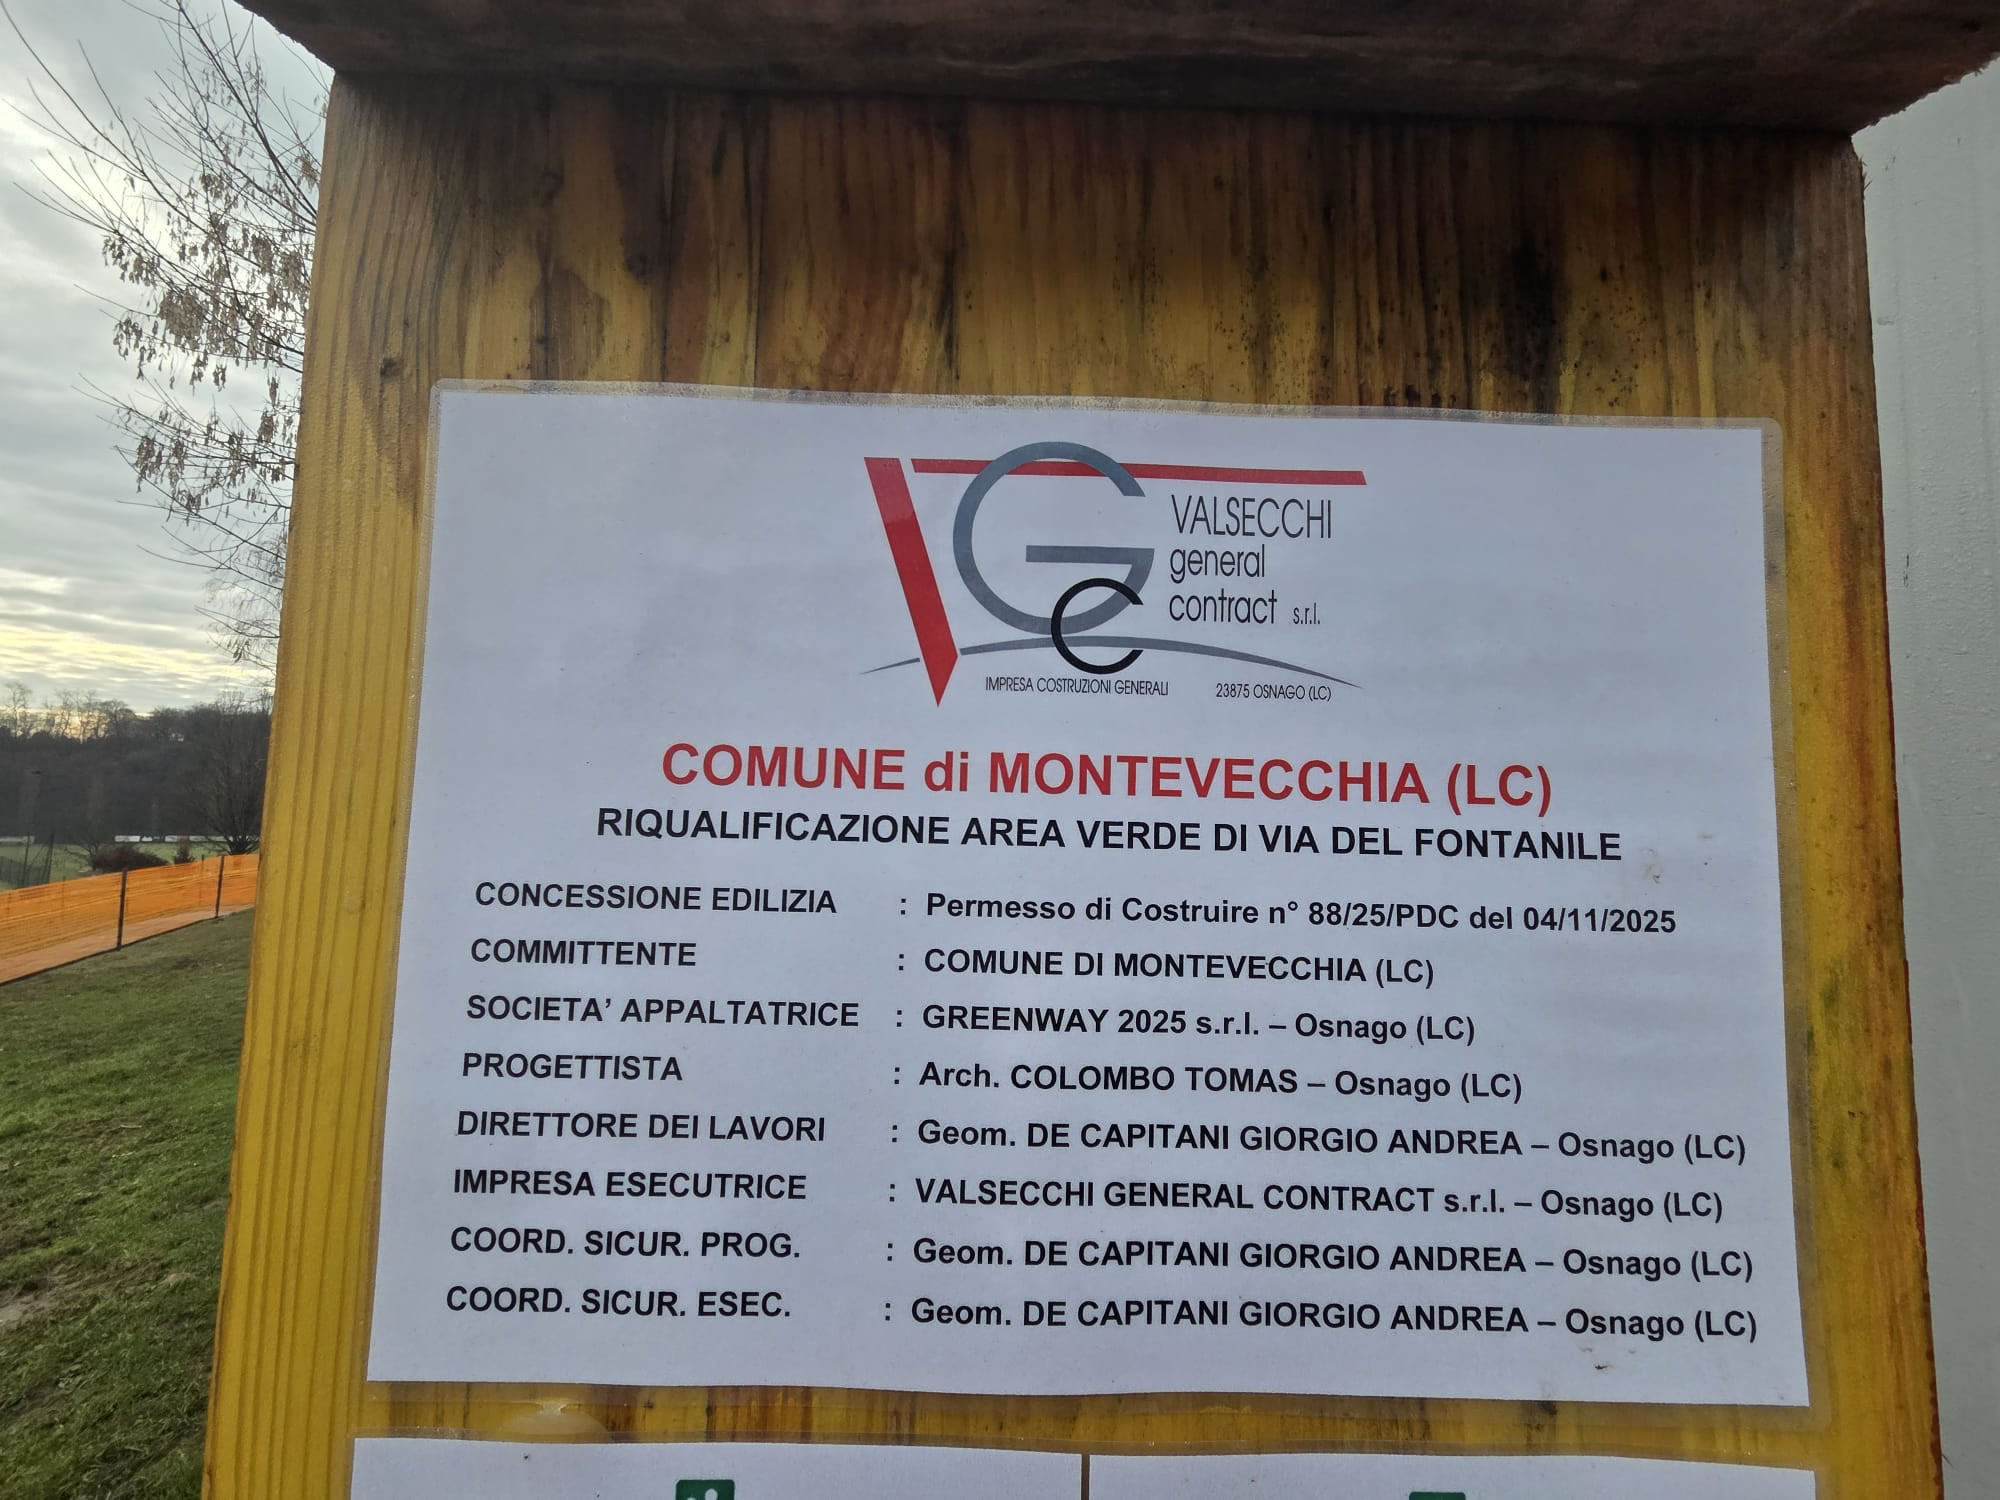 VALSECCHI
general
contract s.r.l.
IMPRESA COSTRUZIONI GENERALI 23875 OSNAGO (LC)
COMUNE di MONTEVECCHIA (LC)
RIQUALIFICAZIONE AREA VERDE DI VIA DEL FONTANILE
CONCESSIONE EDILIZIA : Permesso di Costruire n° 88/25/PDC del 04/11/2025
COMMITTENTE : COMUNE DI MONTEVECCHIA (LC)
SOCIETA’ APPALTATRICE : GREENWAY 2025 s.r.l. – Osnago (LC)
PROGETTISTA : Arch. COLOMBO TOMAS – Osnago (LC)
DIRETTORE DEI LAVORI : Geom. DE CAPITANI GIORGIO ANDREA – Osnago (LC)
IMPRESA ESECUTRICE : VALSECCHI GENERAL CONTRACT s.r.l. – Osnago (LC)
COORD. SICUR. PROG. : Geom. DE CAPITANI GIORGIO ANDREA – Osnago (LC)
COORD. SICUR. ESEC. : Geom. DE CAPITANI GIORGIO ANDREA – Osnago (LC)